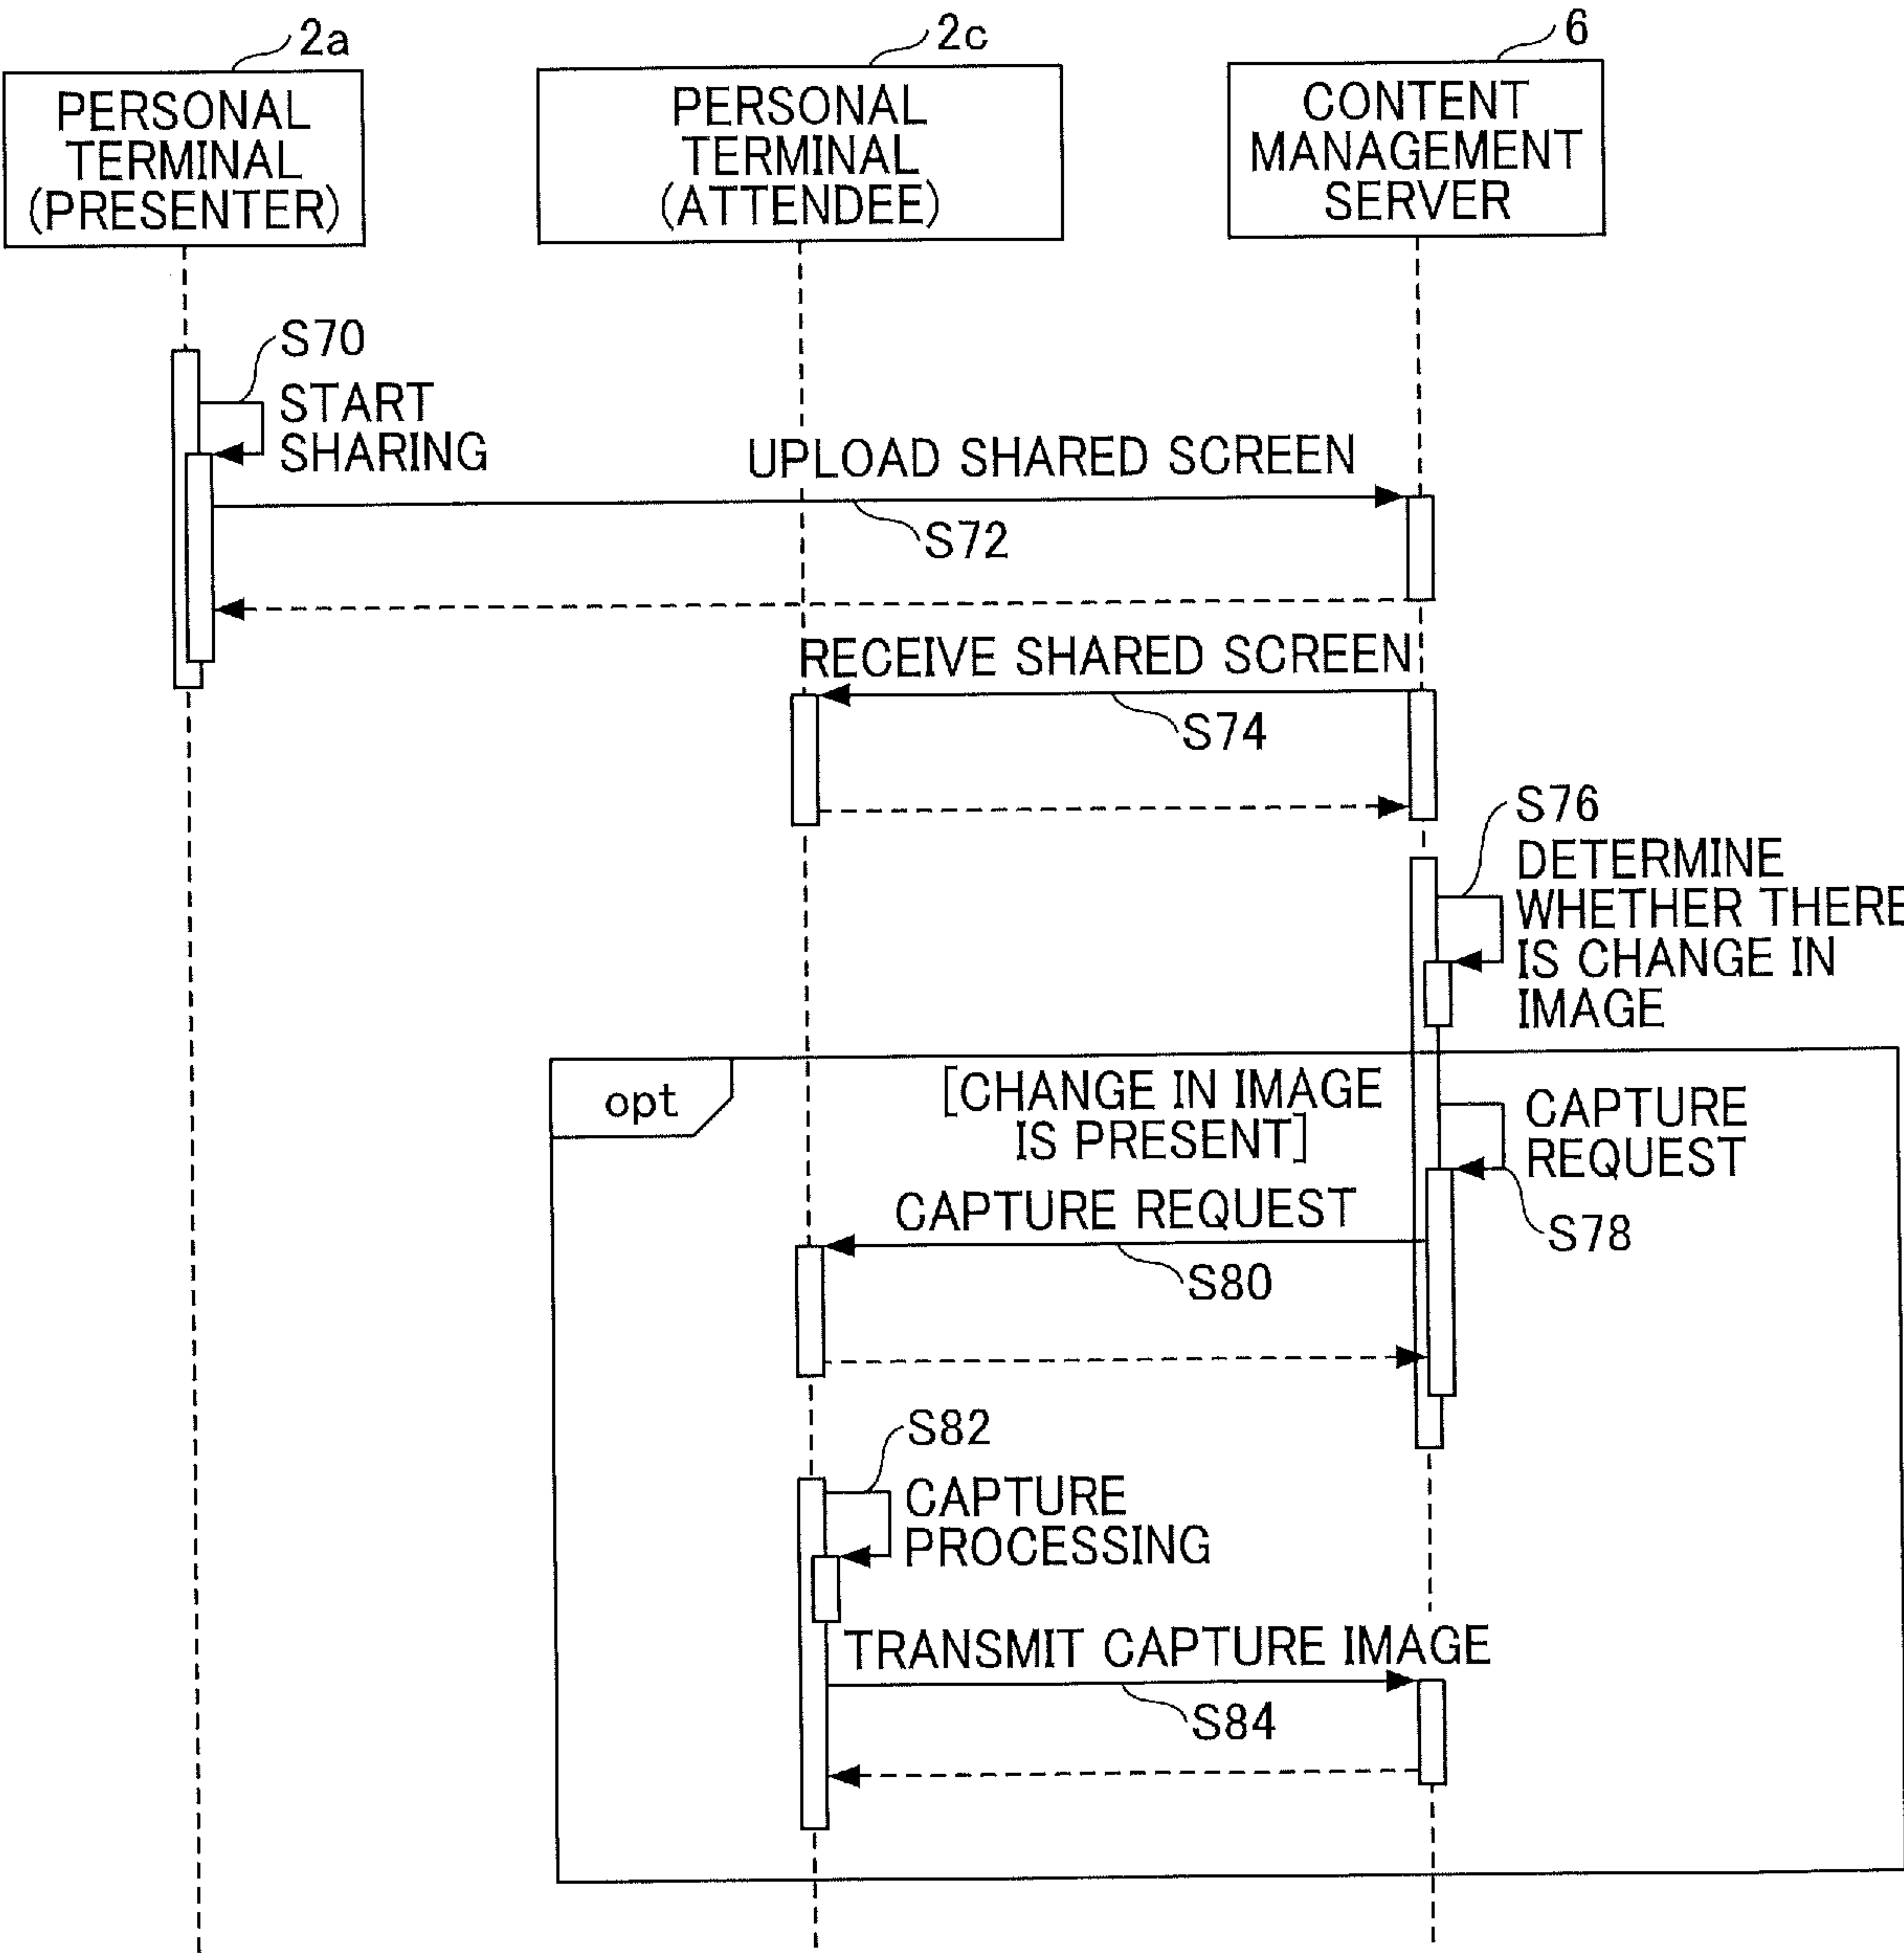 2a
PERSONAL
TERMINAL
(PRESENTER)
2c
PERSONAL
TERMINAL
(ATTENDEE)
6
CONTENT
MANAGEMENT
SERVER
S70
START
SHARING
UPLOAD SHARED SCREEN
S72
RECEIVE SHARED SCREEN
S74
S76
DETERMINE
WHETHER THERE
IS CHANGE IN
IMAGE
opt
[CHANGE IN IMAGE
IS PRESENT]
CAPTURE
REQUEST
S78
CAPTURE REQUEST
S80
S82
CAPTURE
PROCESSING
TRANSMIT CAPTURE IMAGE
S84